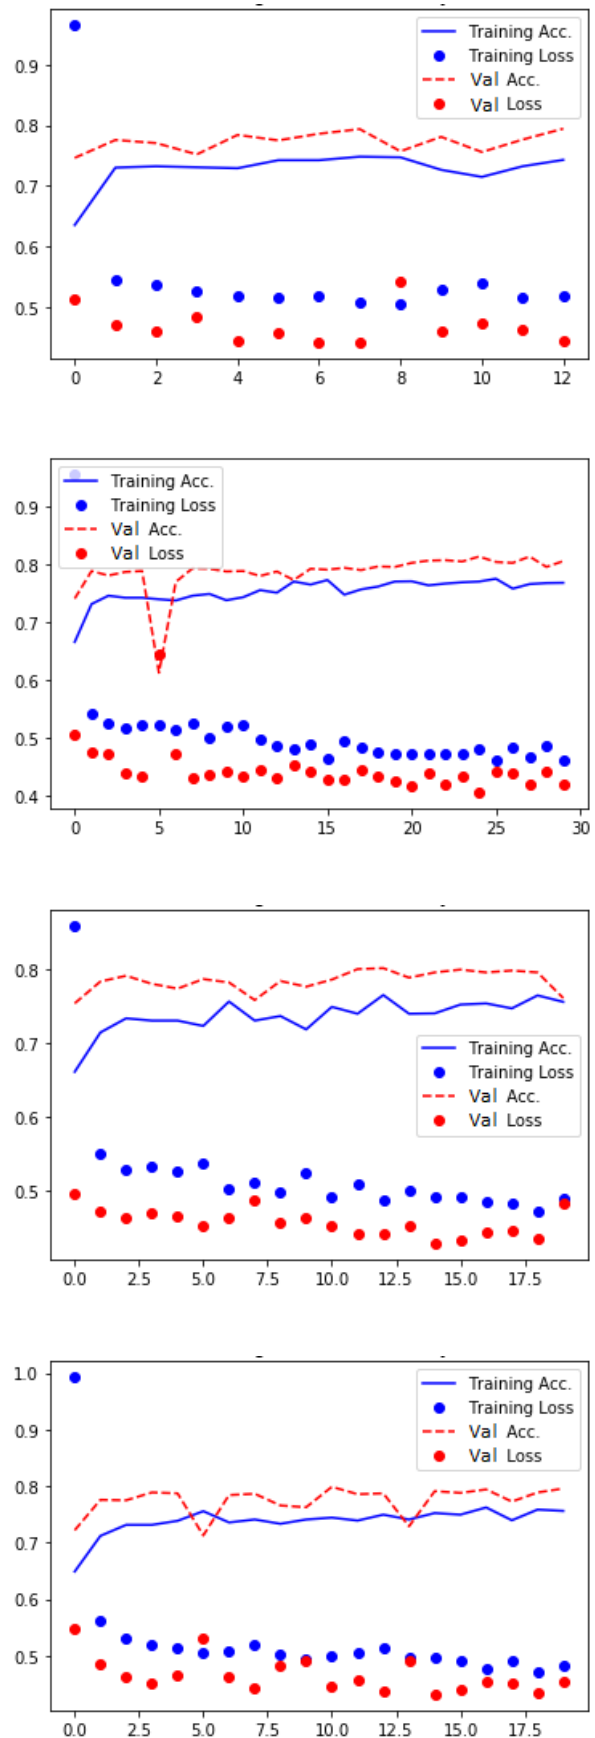 Training Acc.
Training Loss
Val Acc.
Val Loss
0.9
0.8
0.7
0.6
0.5
0 2 4 6 8 10 12
Training Acc.
Training Loss
Val Acc.
Val Loss
0.9
0.8
0.7
0.6
0.5
0.4
0 5 10 15 20 25 30
0.8
0.7
0.6
0.5
Training Acc.
Training Loss
Val Acc.
Val Loss
0.0 2.5 5.0 7.5 10.0 12.5 15.0 17.5
Training Acc.
Training Loss
Val Acc.
Val Loss
1.0
0.9
0.8
0.7
0.6
0.5
0.0 2.5 5.0 7.5 10.0 12.5 15.0 17.5